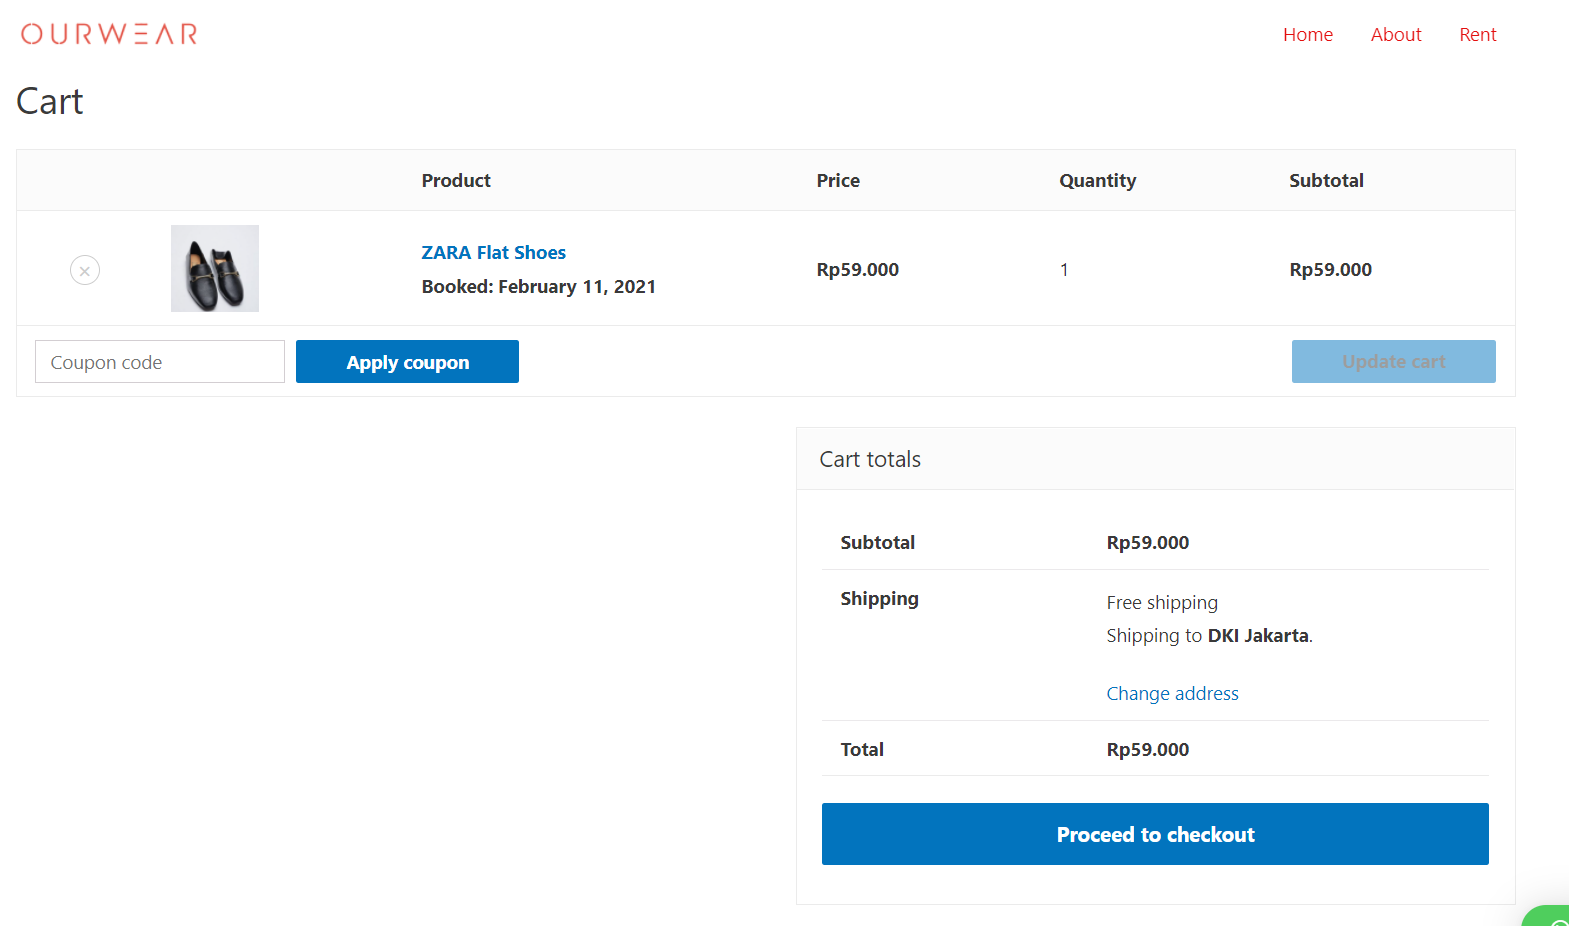 OURWEAR
Home About Rent
Cart
Product Price Quantity Subtotal
ZARA Flat Shoes
Booked: February 11, 2021
Rp59.000 1 Rp59.000
Coupon code Apply coupon Update cart
Cart totals
Subtotal Rp59.000
Shipping Free shipping
Shipping to DKI Jakarta.
Change address
Total Rp59.000
Proceed to checkout